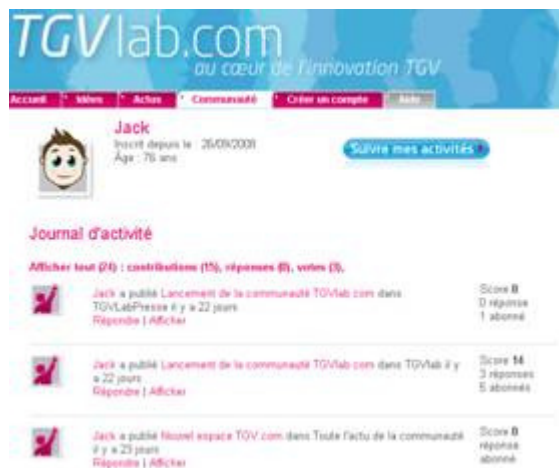 TGVlab.com
au cœur de l'innovation TGV
Accueil Idées Actus Communauté Créer un compte Aide
Jack
Inscrit depuis le : 26/09/2008
Âge : 76 ans
Suivre mes activités
Journal d'activité
Afficher tout (24) : contributions (15), réponses (6), votes (3),
Jack a publié Lancement de la communauté TGVlab.com dans
TGVLabPresse il y a 22 jours
Répondre | Afficher
Score 0
0 réponse
1 abonné
Jack a publié Lancement de la communauté TGVlab.com dans TGVlab il y
a 22 jours
Répondre | Afficher
Score 14
3 réponses
5 abonnés
Jack a publié Nouvel espace TGV.com dans Toute l'actu de la communauté
il y a 23 jours
Répondre | Afficher
Score 0
réponse
abonné